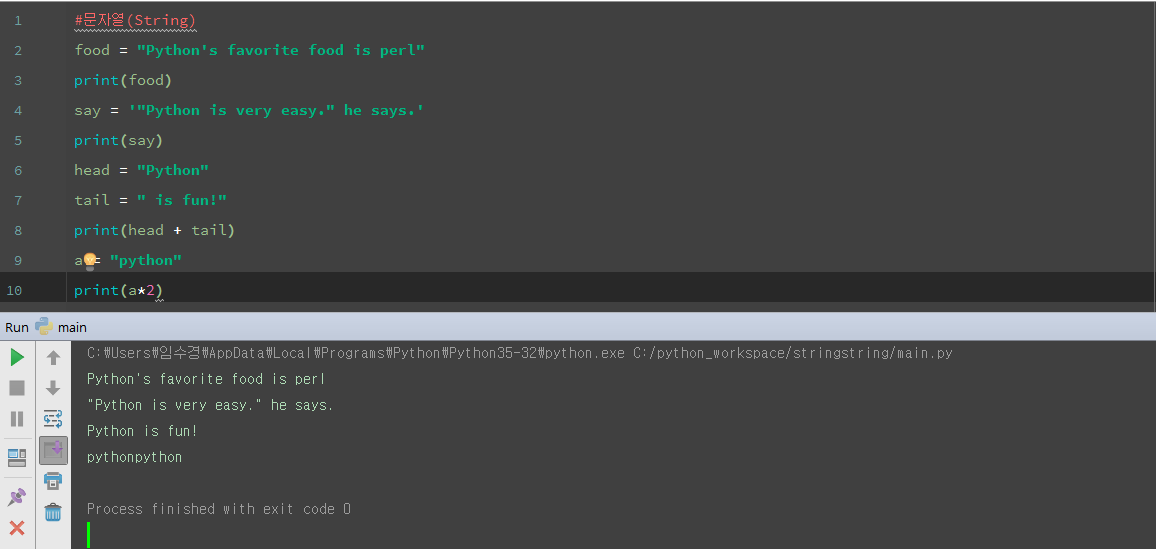 1 #문자열(String)
2 food = "Python's favorite food is perl"
3 print(food)
4 say = '"Python is very easy." he says.'
5 print(say)
6 head = "Python"
7 tail = " is fun!"
8 print(head + tail)
9 a = "python"
10 print(a*2)
Run main
C:₩Users₩임수경₩AppData₩Local₩Programs₩Python₩Python35-32₩python.exe C:/python_workspace/stringstring/main.py
Python's favorite food is perl
"Python is very easy." he says.
Python is fun!
pythonpython
Process finished with exit code 0